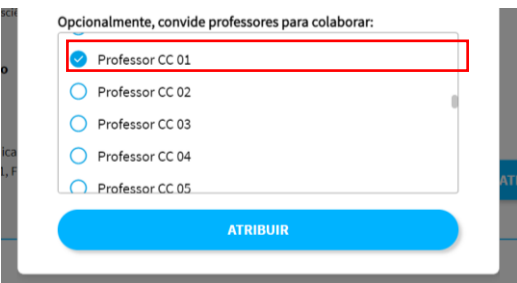 Opcionalmente, convide professores para colaborar:
Professor CC 01
Professor CC 02
Professor CC 03
Professor CC 04
Professor CC 05
ATRIBUIR